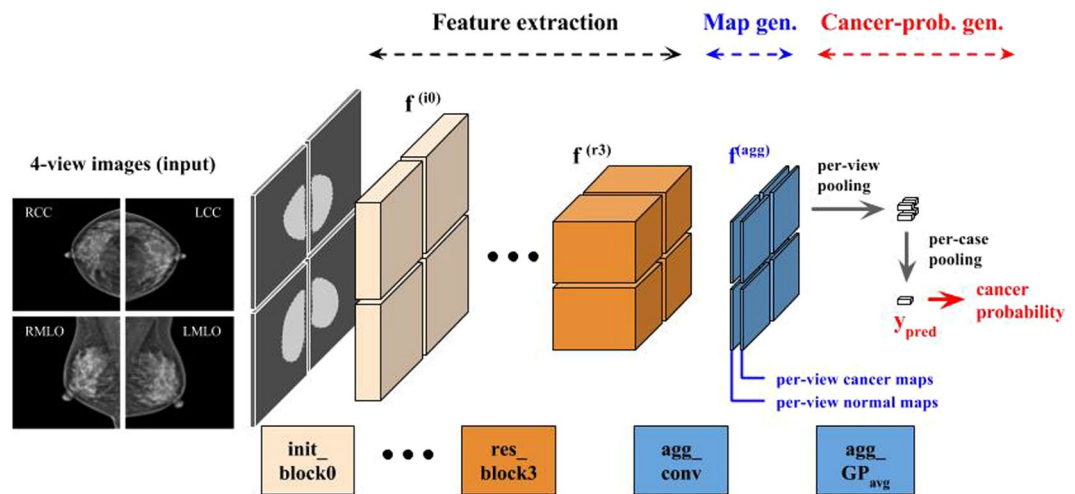 Feature extraction
Map gen.
Cancer-prob. gen.
f (i0)
f (r3)
f(agg)
4-view images (input)
RCC
LCC
RMLO
LMLO
per-view
pooling
per-case
pooling
y pred
cancer
probability
per-view cancer maps
per-view normal maps
init_
block0
res_
block3
agg_
conv
agg_
GPavg